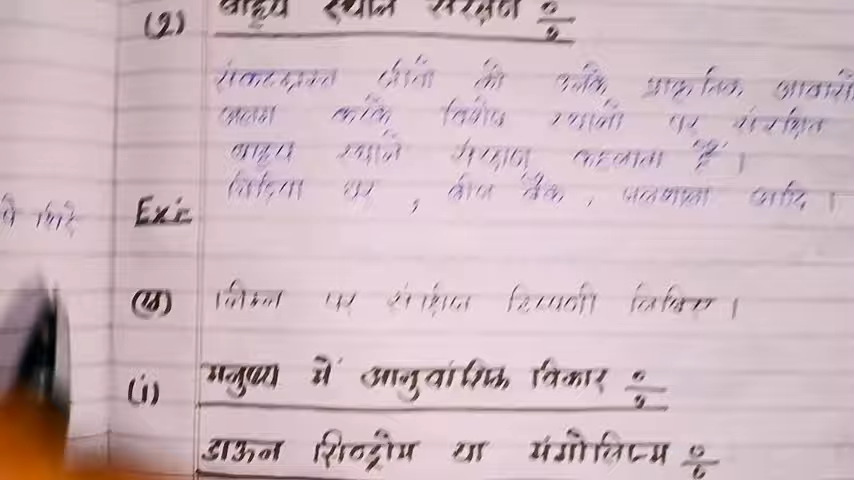 (2) बाह्य स्थाने संरक्षण ÷
संकटग्रस्त जीवों को उनके प्राकृतिक आवासों
अलग करके विशेष स्थानों पर संरक्षित
बाह्य स्थाने संरक्षण कहलाता है।
Ex:- चिड़िया घर, बीज बैंक, जलशाला आदि।
(4) निम्न पर संक्षिप्त टिप्पणी लिखिए।
(i) मनुष्य में आनुवांशिक विकार ÷
डाऊन सिन्ड्रोम या मंगोलिज्म ÷